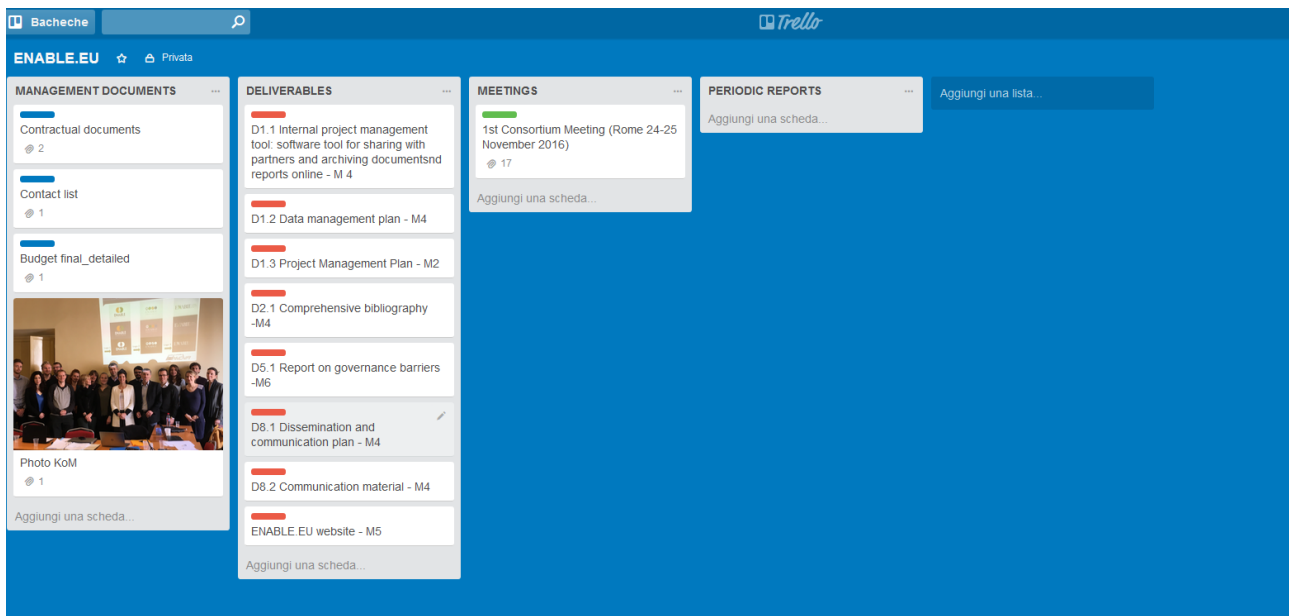 Bacheche
Trello
ENABLE.EU
Privata
MANAGEMENT DOCUMENTS
Contractual documents
2
Contact list
1
Budget final_detailed
1
Photo KoM
1
Aggiungi una scheda...
DELIVERABLES
D1.1 Internal project management
tool: software tool for sharing with
partners and archiving documentsnd
reports online - M 4
D1.2 Data management plan - M4
D1.3 Project Management Plan - M2
D2.1 Comprehensive bibliography
-M4
D5.1 Report on governance barriers
-M6
D8.1 Dissemination and
communication plan - M4
D8.2 Communication material - M4
ENABLE.EU website - M5
Aggiungi una scheda...
MEETINGS
1st Consortium Meeting (Rome 24-25
November 2016)
17
Aggiungi una scheda...
PERIODIC REPORTS
Aggiungi una scheda...
Aggiungi una lista...